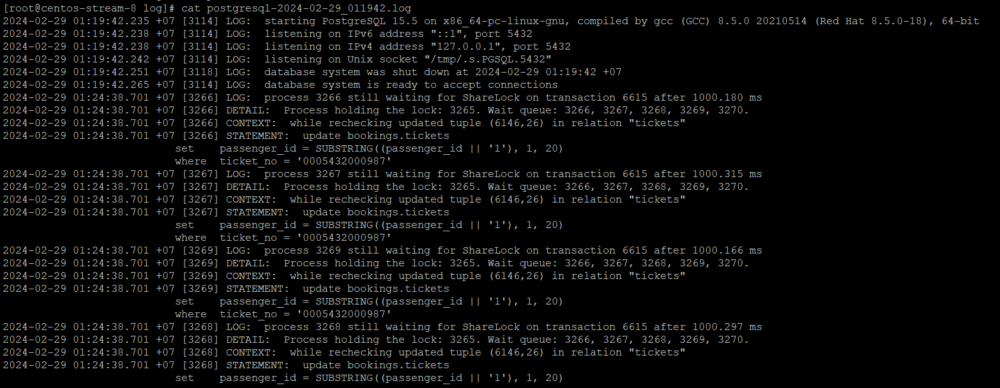 [root@centos-stream-8 log]# cat postgresql-2024-02-29_011942.log
2024-02-29 01:19:42.235 +07 [3114] LOG:  starting PostgreSQL 15.5 on x86_64-pc-linux-gnu, compiled by gcc (GCC) 8.5.0 20210514 (Red Hat 8.5.0-18), 64-bit
2024-02-29 01:19:42.238 +07 [3114] LOG:  listening on IPv6 address "::1", port 5432
2024-02-29 01:19:42.238 +07 [3114] LOG:  listening on IPv4 address "127.0.0.1", port 5432
2024-02-29 01:19:42.242 +07 [3114] LOG:  listening on Unix socket "/tmp/.s.PGSQL.5432"
2024-02-29 01:19:42.251 +07 [3118] LOG:  database system was shut down at 2024-02-29 01:19:42 +07
2024-02-29 01:19:42.265 +07 [3114] LOG:  database system is ready to accept connections
2024-02-29 01:24:38.701 +07 [3266] LOG:  process 3266 still waiting for ShareLock on transaction 6615 after 1000.180 ms
2024-02-29 01:24:38.701 +07 [3266] DETAIL:  Process holding the lock: 3265. Wait queue: 3266, 3267, 3268, 3269, 3270.
2024-02-29 01:24:38.701 +07 [3266] CONTEXT:  while rechecking updated tuple (6146,26) in relation "tickets"
2024-02-29 01:24:38.701 +07 [3266] STATEMENT:  update bookings.tickets
set    passenger_id = SUBSTRING((passenger_id || '1'), 1, 20)
where  ticket_no = '0005432000987'
2024-02-29 01:24:38.701 +07 [3267] LOG:  process 3267 still waiting for ShareLock on transaction 6615 after 1000.315 ms
2024-02-29 01:24:38.701 +07 [3267] DETAIL:  Process holding the lock: 3265. Wait queue: 3266, 3267, 3268, 3269, 3270.
2024-02-29 01:24:38.701 +07 [3267] CONTEXT:  while rechecking updated tuple (6146,26) in relation "tickets"
2024-02-29 01:24:38.701 +07 [3267] STATEMENT:  update bookings.tickets
set    passenger_id = SUBSTRING((passenger_id || '1'), 1, 20)
where  ticket_no = '0005432000987'
2024-02-29 01:24:38.701 +07 [3269] LOG:  process 3269 still waiting for ShareLock on transaction 6615 after 1000.166 ms
2024-02-29 01:24:38.701 +07 [3269] DETAIL:  Process holding the lock: 3265. Wait queue: 3266, 3267, 3268, 3269, 3270.
2024-02-29 01:24:38.701 +07 [3269] CONTEXT:  while rechecking updated tuple (6146,26) in relation "tickets"
2024-02-29 01:24:38.701 +07 [3269] STATEMENT:  update bookings.tickets
set    passenger_id = SUBSTRING((passenger_id || '1'), 1, 20)
where  ticket_no = '0005432000987'
2024-02-29 01:24:38.701 +07 [3268] LOG:  process 3268 still waiting for ShareLock on transaction 6615 after 1000.297 ms
2024-02-29 01:24:38.701 +07 [3268] DETAIL:  Process holding the lock: 3265. Wait queue: 3266, 3267, 3268, 3269, 3270.
2024-02-29 01:24:38.701 +07 [3268] CONTEXT:  while rechecking updated tuple (6146,26) in relation "tickets"
2024-02-29 01:24:38.701 +07 [3268] STATEMENT:  update bookings.tickets
set    passenger_id = SUBSTRING((passenger_id || '1'), 1, 20)